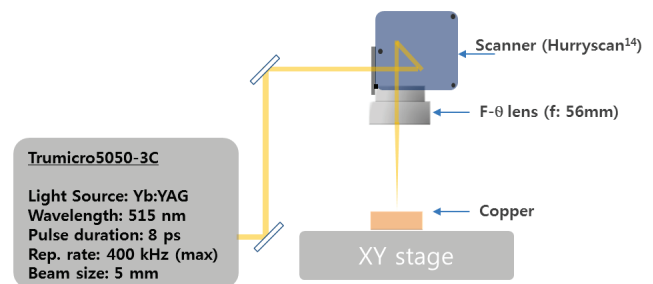 Scanner (Hurryscan¹⁴)
F-θ lens (f: 56mm)
Trumicro5050-3C
Light Source: Yb:YAG
Wavelength: 515 nm
Pulse duration: 8 ps
Rep. rate: 400 kHz (max)
Beam size: 5 mm
Copper
XY stage